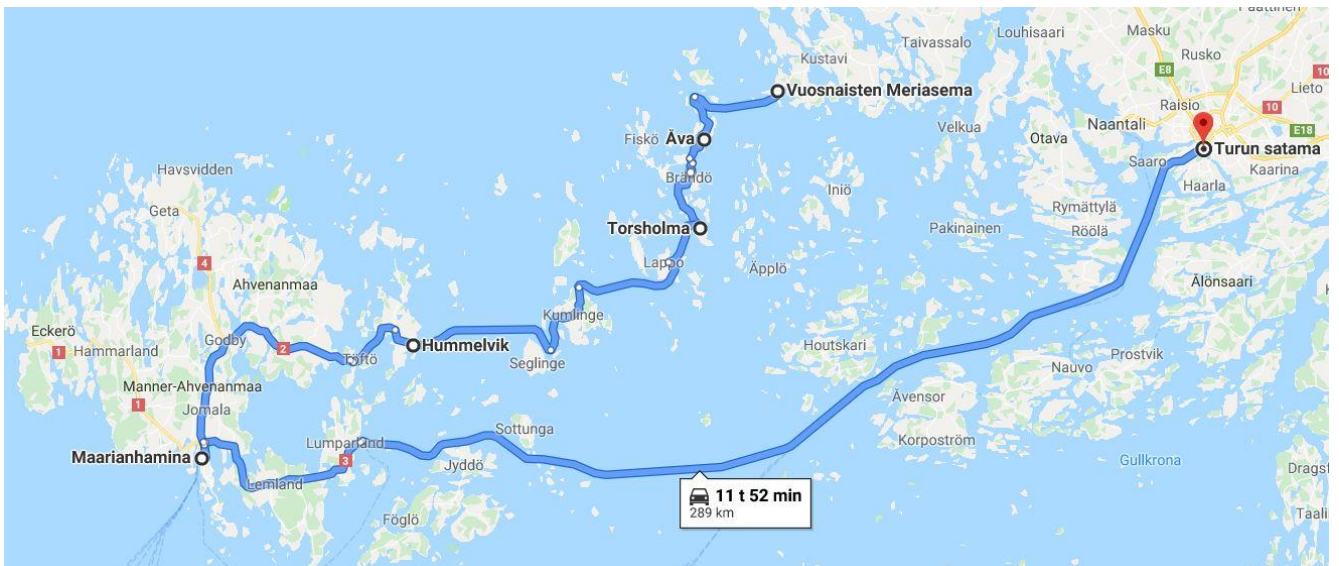 Paattinen
Masku
Louhisaari
Taivassalo
Kustavi
Rusko
E8
10
Vuosnaisten Meriasema
Raisio
10
Lieto
Naantali
E18
Velkua
Otava
Fiskö
Åva
Turun satama
Saaro
Kaarina
Haarla
Havsvidden
Brändö
Iniö
Geta
Rymättylä
Torsholma
Pakinainen
Röölä
4
Lappo
Äpplö
Älönsaari
Ahvenanmaa
Kumlinge
Eckerö
Godby
Hummelvik
1
Hammarland
2
Töftö
Houtskari
Prostvik
Seglinge
Nauvo
Manner-Ahvenanmaa
Ävensor
1
Jomala
Sottunga
Lumparland
Korpoström
Maarianhamina
3
Jyddö
Gullkrona
Lemland
11 t 52 min
289 km
Föglö